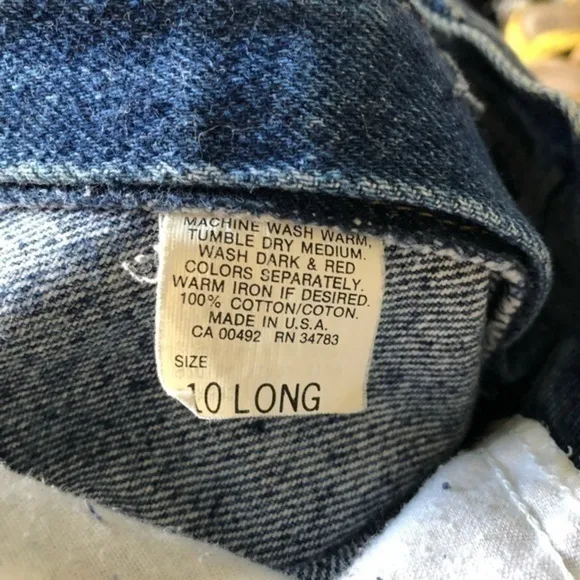 MACHINE WASH WARM,
TUMBLE DRY MEDIUM.
WASH DARK & RED
COLORS SEPARATELY.
WARM IRON IF DESIRED.
100% COTTON/COTON.
MADE IN U.S.A.
CA 00492 RN 34783
SIZE
10 LONG